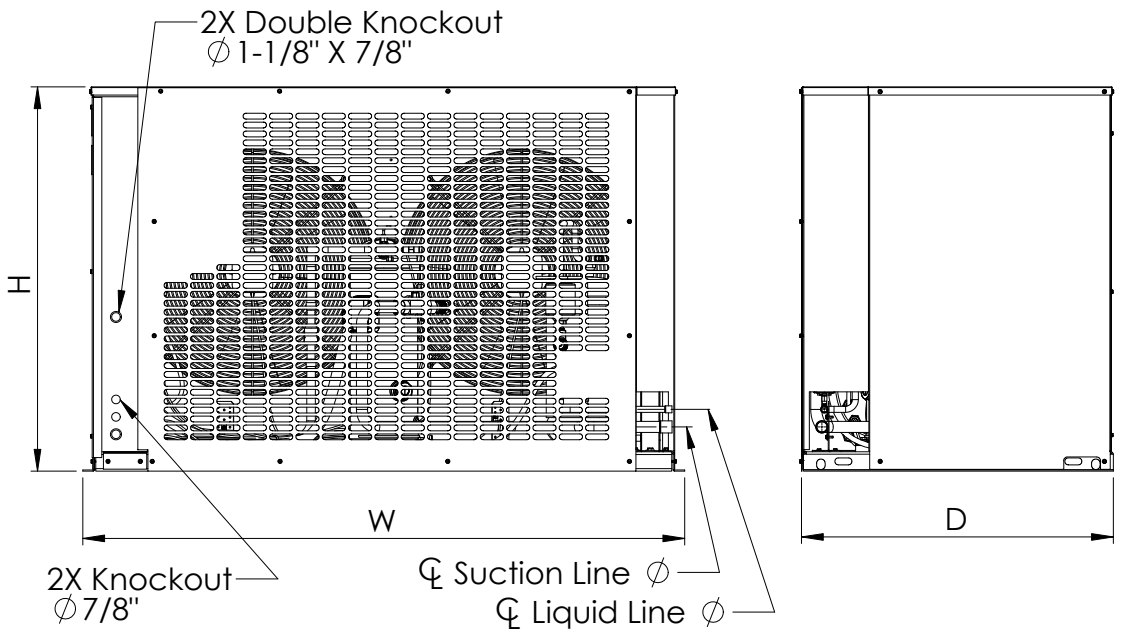 2X Double Knockout
∅ 1-1/8" X 7/8"
H
W
D
2X Knockout
∅ 7/8"
℄ Suction Line ∅
℄ Liquid Line ∅